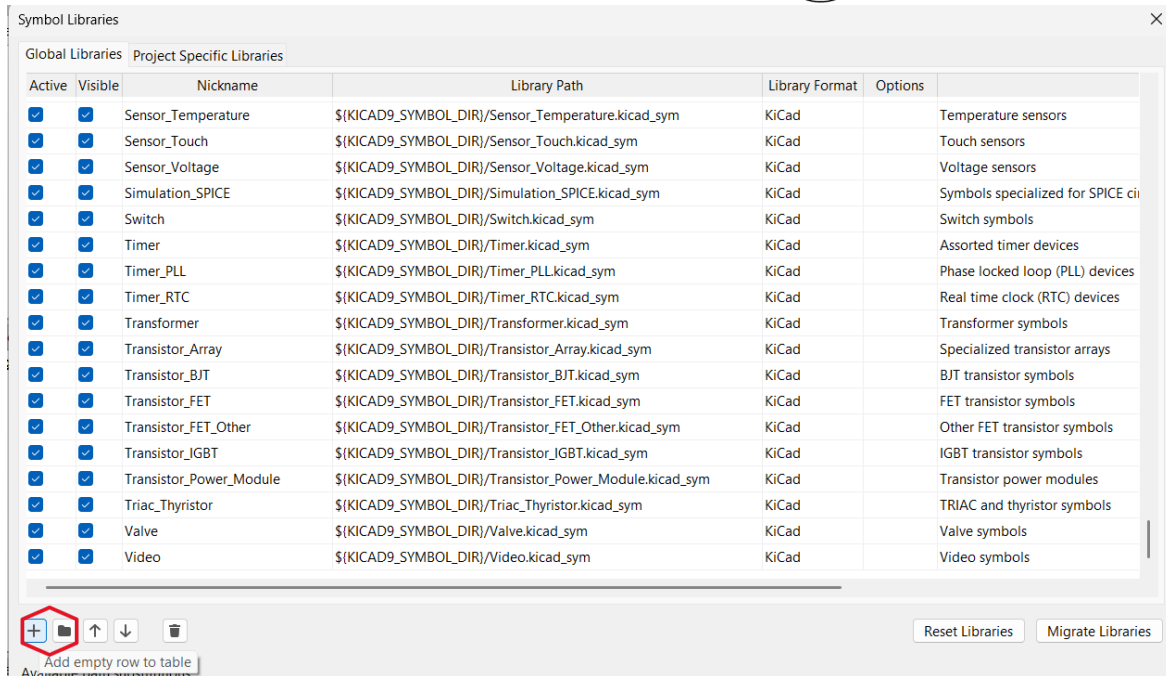 Symbol Libraries
Global Libraries Project Specific Libraries
Active Visible Nickname Library Path Library Format Options
Sensor_Temperature ${KICAD9_SYMBOL_DIR}/Sensor_Temperature.kicad_sym KiCad Temperature sensors
Sensor_Touch ${KICAD9_SYMBOL_DIR}/Sensor_Touch.kicad_sym KiCad Touch sensors
Sensor_Voltage ${KICAD9_SYMBOL_DIR}/Sensor_Voltage.kicad_sym KiCad Voltage sensors
Simulation_SPICE ${KICAD9_SYMBOL_DIR}/Simulation_SPICE.kicad_sym KiCad Symbols specialized for SPICE cir
Switch ${KICAD9_SYMBOL_DIR}/Switch.kicad_sym KiCad Switch symbols
Timer ${KICAD9_SYMBOL_DIR}/Timer.kicad_sym KiCad Assorted timer devices
Timer_PLL ${KICAD9_SYMBOL_DIR}/Timer_PLL.kicad_sym KiCad Phase locked loop (PLL) devices
Timer_RTC ${KICAD9_SYMBOL_DIR}/Timer_RTC.kicad_sym KiCad Real time clock (RTC) devices
Transformer ${KICAD9_SYMBOL_DIR}/Transformer.kicad_sym KiCad Transformer symbols
Transistor_Array ${KICAD9_SYMBOL_DIR}/Transistor_Array.kicad_sym KiCad Specialized transistor arrays
Transistor_BJT ${KICAD9_SYMBOL_DIR}/Transistor_BJT.kicad_sym KiCad BJT transistor symbols
Transistor_FET ${KICAD9_SYMBOL_DIR}/Transistor_FET.kicad_sym KiCad FET transistor symbols
Transistor_FET_Other ${KICAD9_SYMBOL_DIR}/Transistor_FET_Other.kicad_sym KiCad Other FET transistor symbols
Transistor_IGBT ${KICAD9_SYMBOL_DIR}/Transistor_IGBT.kicad_sym KiCad IGBT transistor symbols
Transistor_Power_Module ${KICAD9_SYMBOL_DIR}/Transistor_Power_Module.kicad_sym KiCad Transistor power modules
Triac_Thyristor ${KICAD9_SYMBOL_DIR}/Triac_Thyristor.kicad_sym KiCad TRIAC and thyristor symbols
Valve ${KICAD9_SYMBOL_DIR}/Valve.kicad_sym KiCad Valve symbols
Video ${KICAD9_SYMBOL_DIR}/Video.kicad_sym KiCad Video symbols
Reset Libraries Migrate Libraries
Add empty row to table